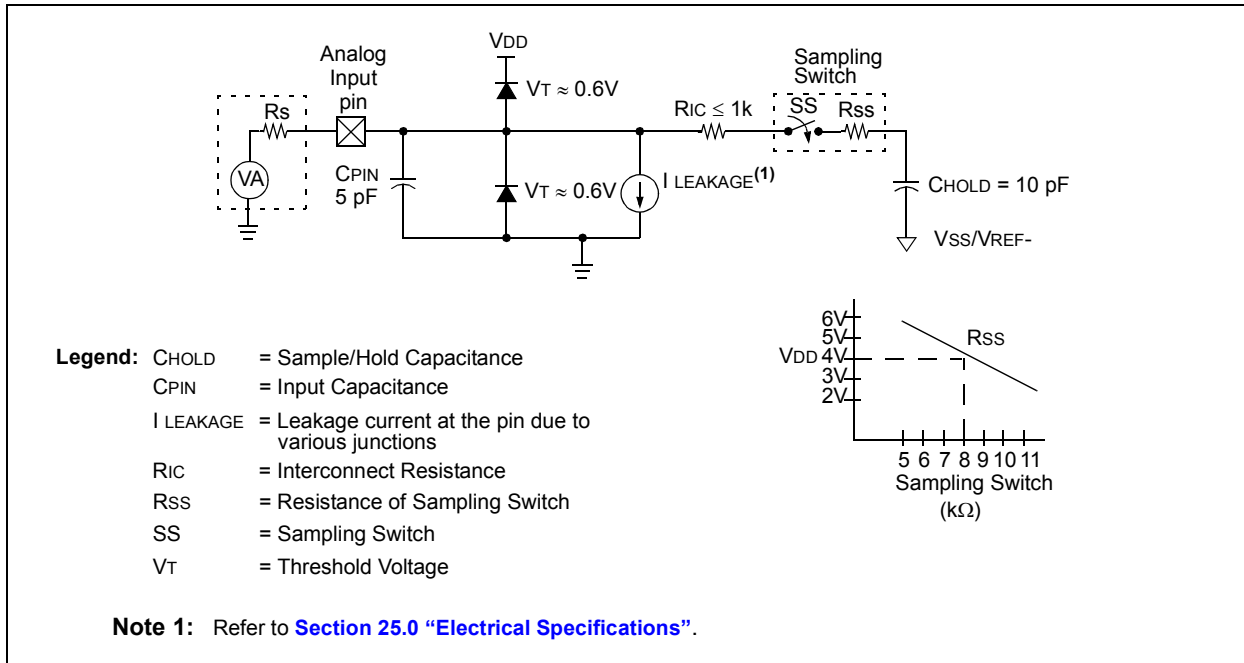 VDD
Analog
Input
pin
VT ≈ 0.6V
Sampling
Switch
Rs
RIC ≤ 1k
SS
Rss
VA
CPIN
5 pF
VT ≈ 0.6V
I LEAKAGE(1)
CHOLD = 10 pF
VSS/VREF-
6V
5V
VDD 4V
3V
2V
RSS
5 6 7 8 9 10 11
Sampling Switch
(kΩ)
Legend: CHOLD = Sample/Hold Capacitance
CPIN = Input Capacitance
I LEAKAGE = Leakage current at the pin due to
various junctions
RIC = Interconnect Resistance
RSS = Resistance of Sampling Switch
SS = Sampling Switch
VT = Threshold Voltage
Note 1: Refer to Section 25.0 “Electrical Specifications”.